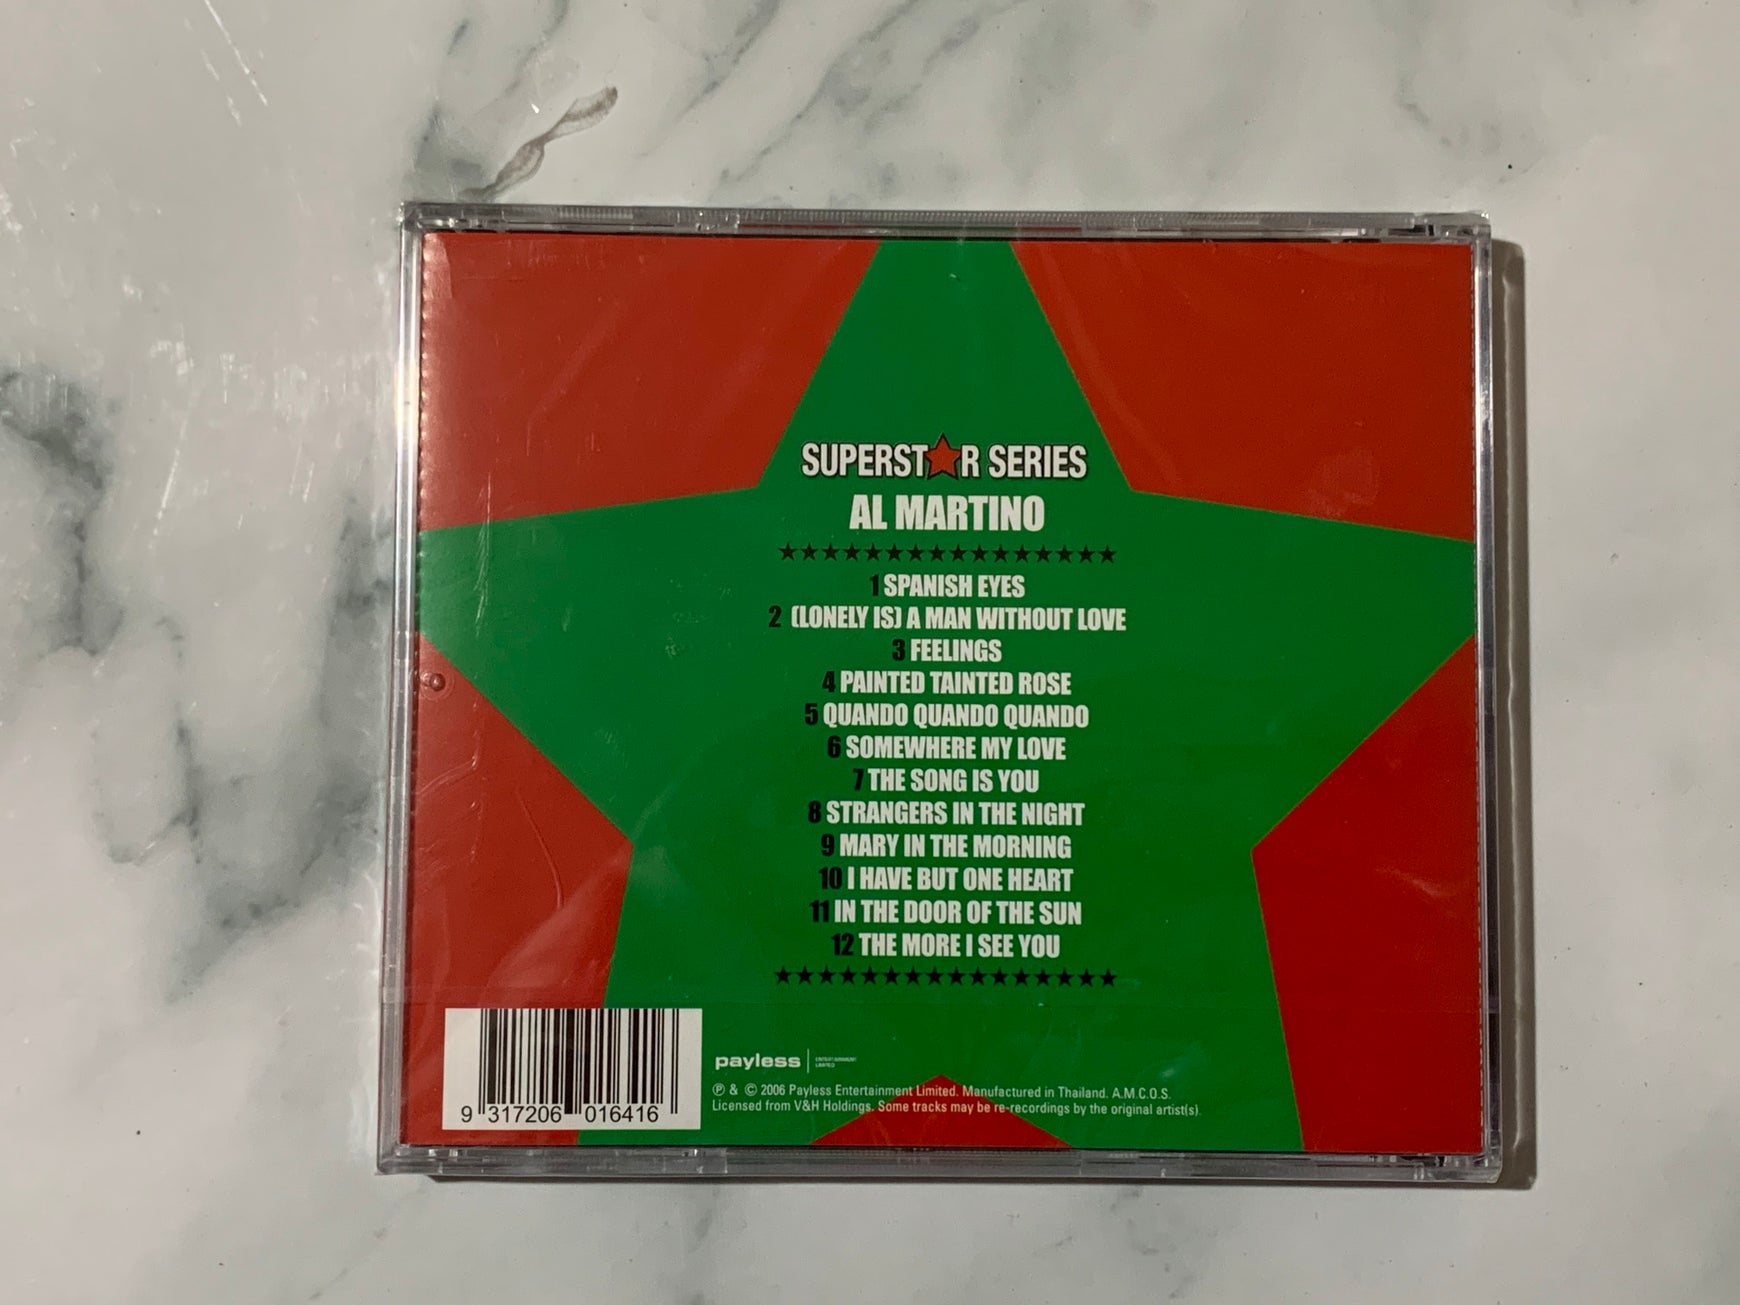 SUPERST★R SERIES
AL MARTINO
1 SPANISH EYES
2 (LONELY IS) A MAN WITHOUT LOVE
3 FEELINGS
4 PAINTED TAINTED ROSE
5 QUANDO QUANDO QUANDO
6 SOMEWHERE MY LOVE
7 THE SONG IS YOU
8 STRANGERS IN THE NIGHT
9 MARY IN THE MORNING
10 I HAVE BUT ONE HEART
11 IN THE DOOR OF THE SUN
12 THE MORE I SEE YOU
payless
LIMITED
℗ & © 2006 Payless Entertainment Limited. Manufactured in Thailand. A.M.C.O.S.
Licensed from V&H Holdings. Some tracks may be re-recordings by the original artist(s).
9 317206 016416